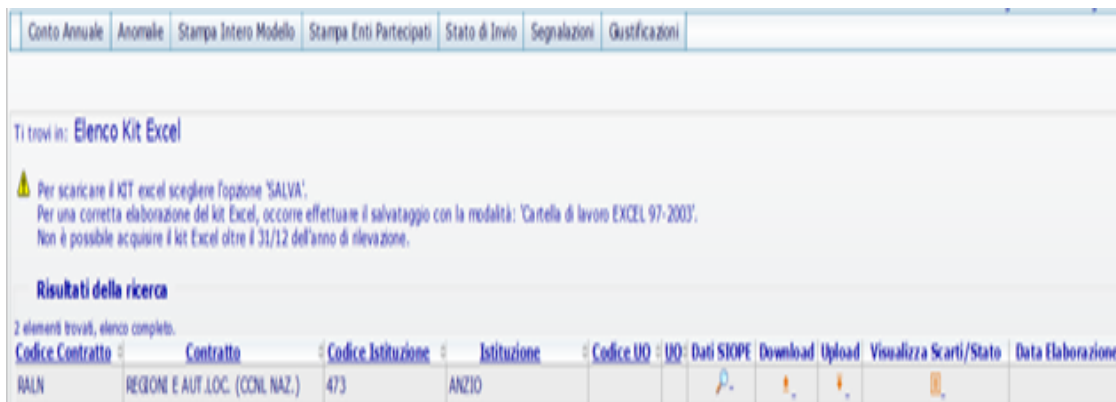 Conto Annuale Anomalie Stampa Intero Modello Stampa Enti Partecipati Stato di Invio Segnalazioni Giustificazioni
Ti trovi in: Elenco Kit Excel
Per scaricare il KIT excel scegliere l'opzione 'SALVA'.
Per una corretta elaborazione del kit Excel, occorre effettuare il salvataggio con la modalità: 'Cartella di lavoro EXCEL 97-2003'.
Non è possibile acquisire il kit Excel oltre il 31/12 dell'anno di rilevazione.
Risultati della ricerca
2 elementi trovati, elenco completo.
Codice Contratto Contratto Codice Istituzione Istituzione Codice UO UO Dati SIOPE Download Upload Visualizza Scarti/Stato Data Elaborazione
RALN REGIONI E AUT.LOC. (CCNL NAZ.) 473 ANZIO